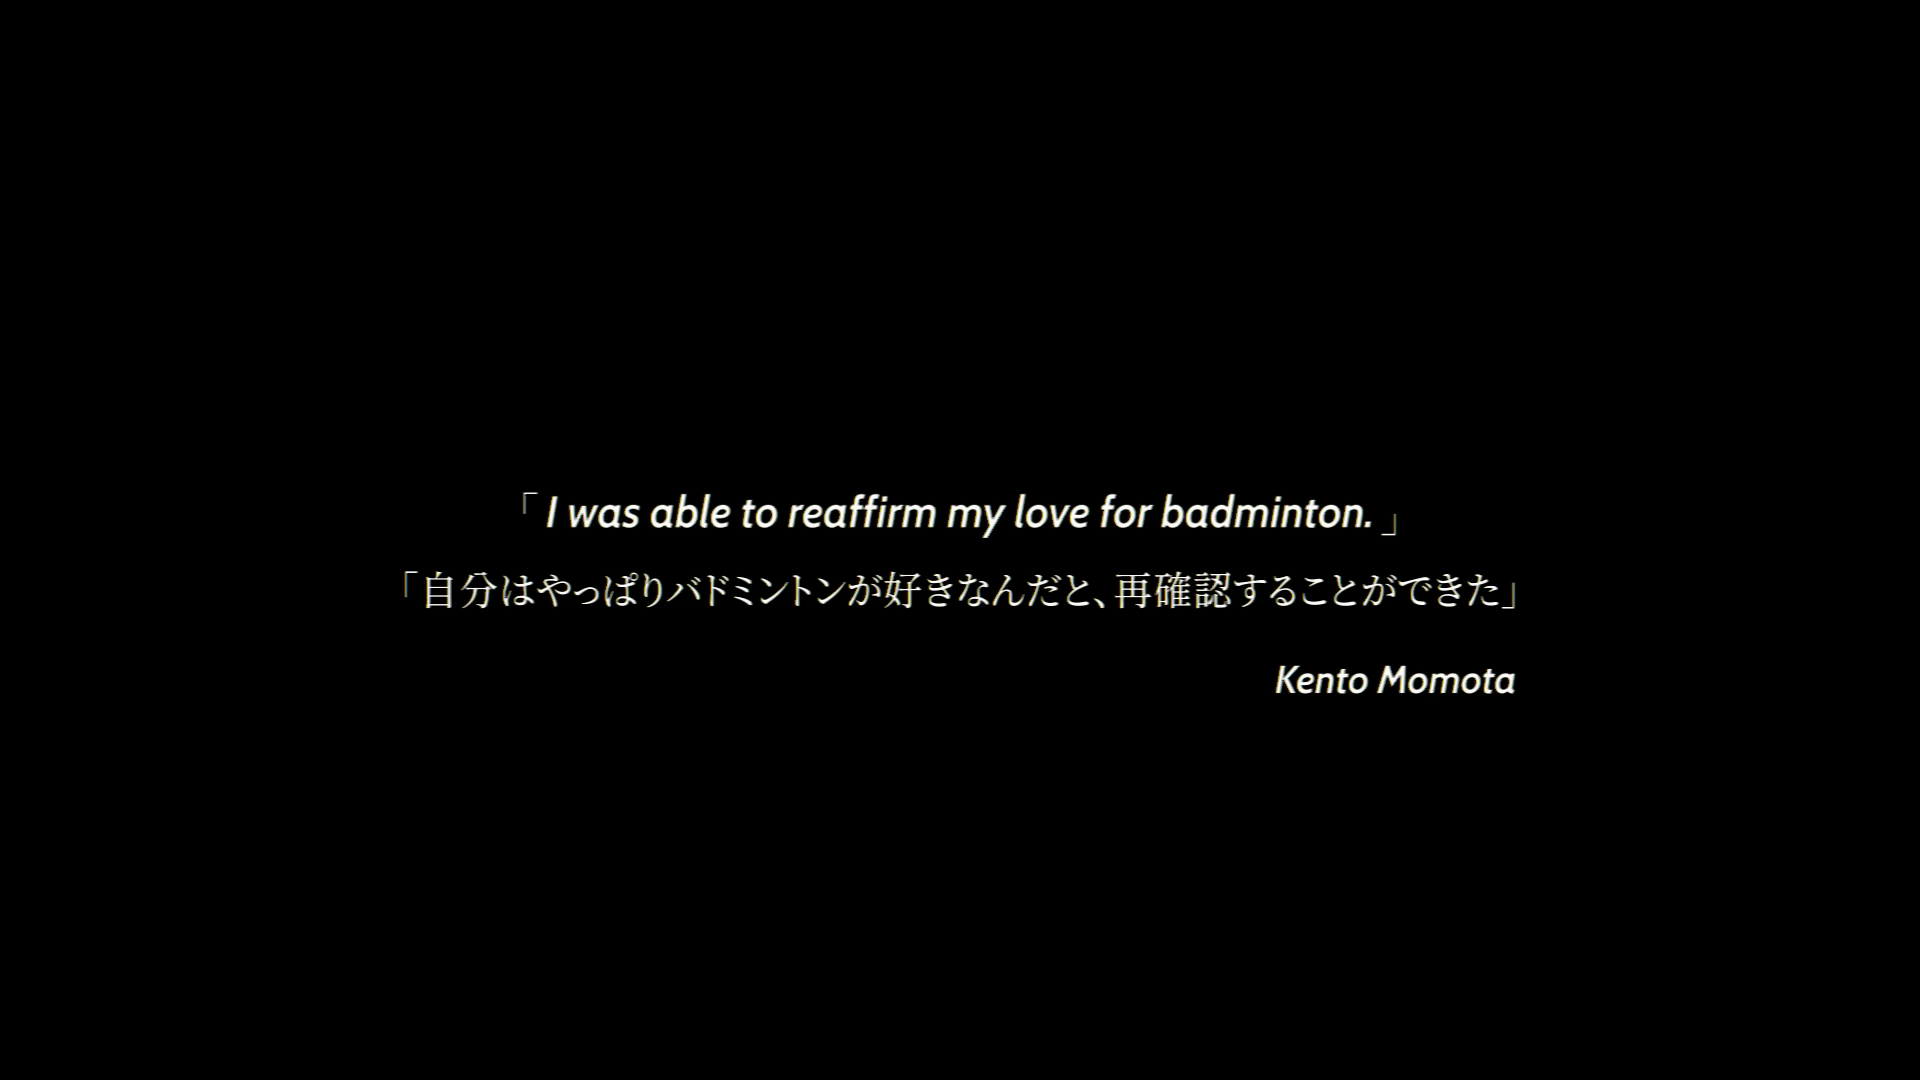 「I was able to reaffirm my love for badminton.」
「自分はやっぱりバドミントンが好きなんだと、再確認することができた」
Kento Momota